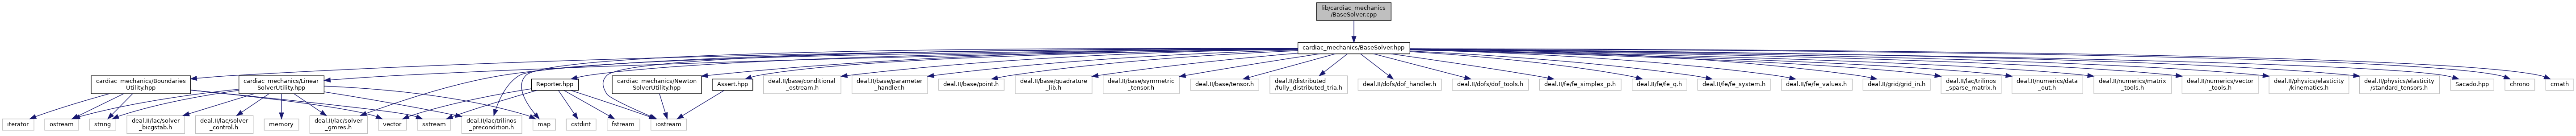 lib/cardiac_mechanics
/BaseSolver.cpp
cardiac_mechanics/BaseSolver.hpp
cardiac_mechanics/Boundaries
Utility.hpp
cardiac_mechanics/Linear
SolverUtility.hpp
Reporter.hpp
cardiac_mechanics/Newton
SolverUtility.hpp
Assert.hpp
deal.II/base/conditional
_ostream.h
deal.II/base/parameter
_handler.h
deal.II/base/point.h
deal.II/base/quadrature
_lib.h
deal.II/base/symmetric
_tensor.h
deal.II/base/tensor.h
deal.II/distributed
/fully_distributed_tria.h
deal.II/dofs/dof_handler.h
deal.II/dofs/dof_tools.h
deal.II/fe/fe_simplex_p.h
deal.II/fe/fe_q.h
deal.II/fe/fe_system.h
deal.II/fe/fe_values.h
deal.II/grid/grid_in.h
deal.II/lac/trilinos
_sparse_matrix.h
deal.II/numerics/data
_out.h
deal.II/numerics/matrix
_tools.h
deal.II/numerics/vector
_tools.h
deal.II/physics/elasticity
/kinematics.h
deal.II/physics/elasticity
/standard_tensors.h
Sacado.hpp
chrono
cmath
iterator
ostream
string
deal.II/lac/solver
_bicgstab.h
deal.II/lac/solver
_control.h
memory
deal.II/lac/solver
_gmres.h
vector
sstream
deal.II/lac/trilinos
_precondition.h
map
cstdint
fstream
iostream